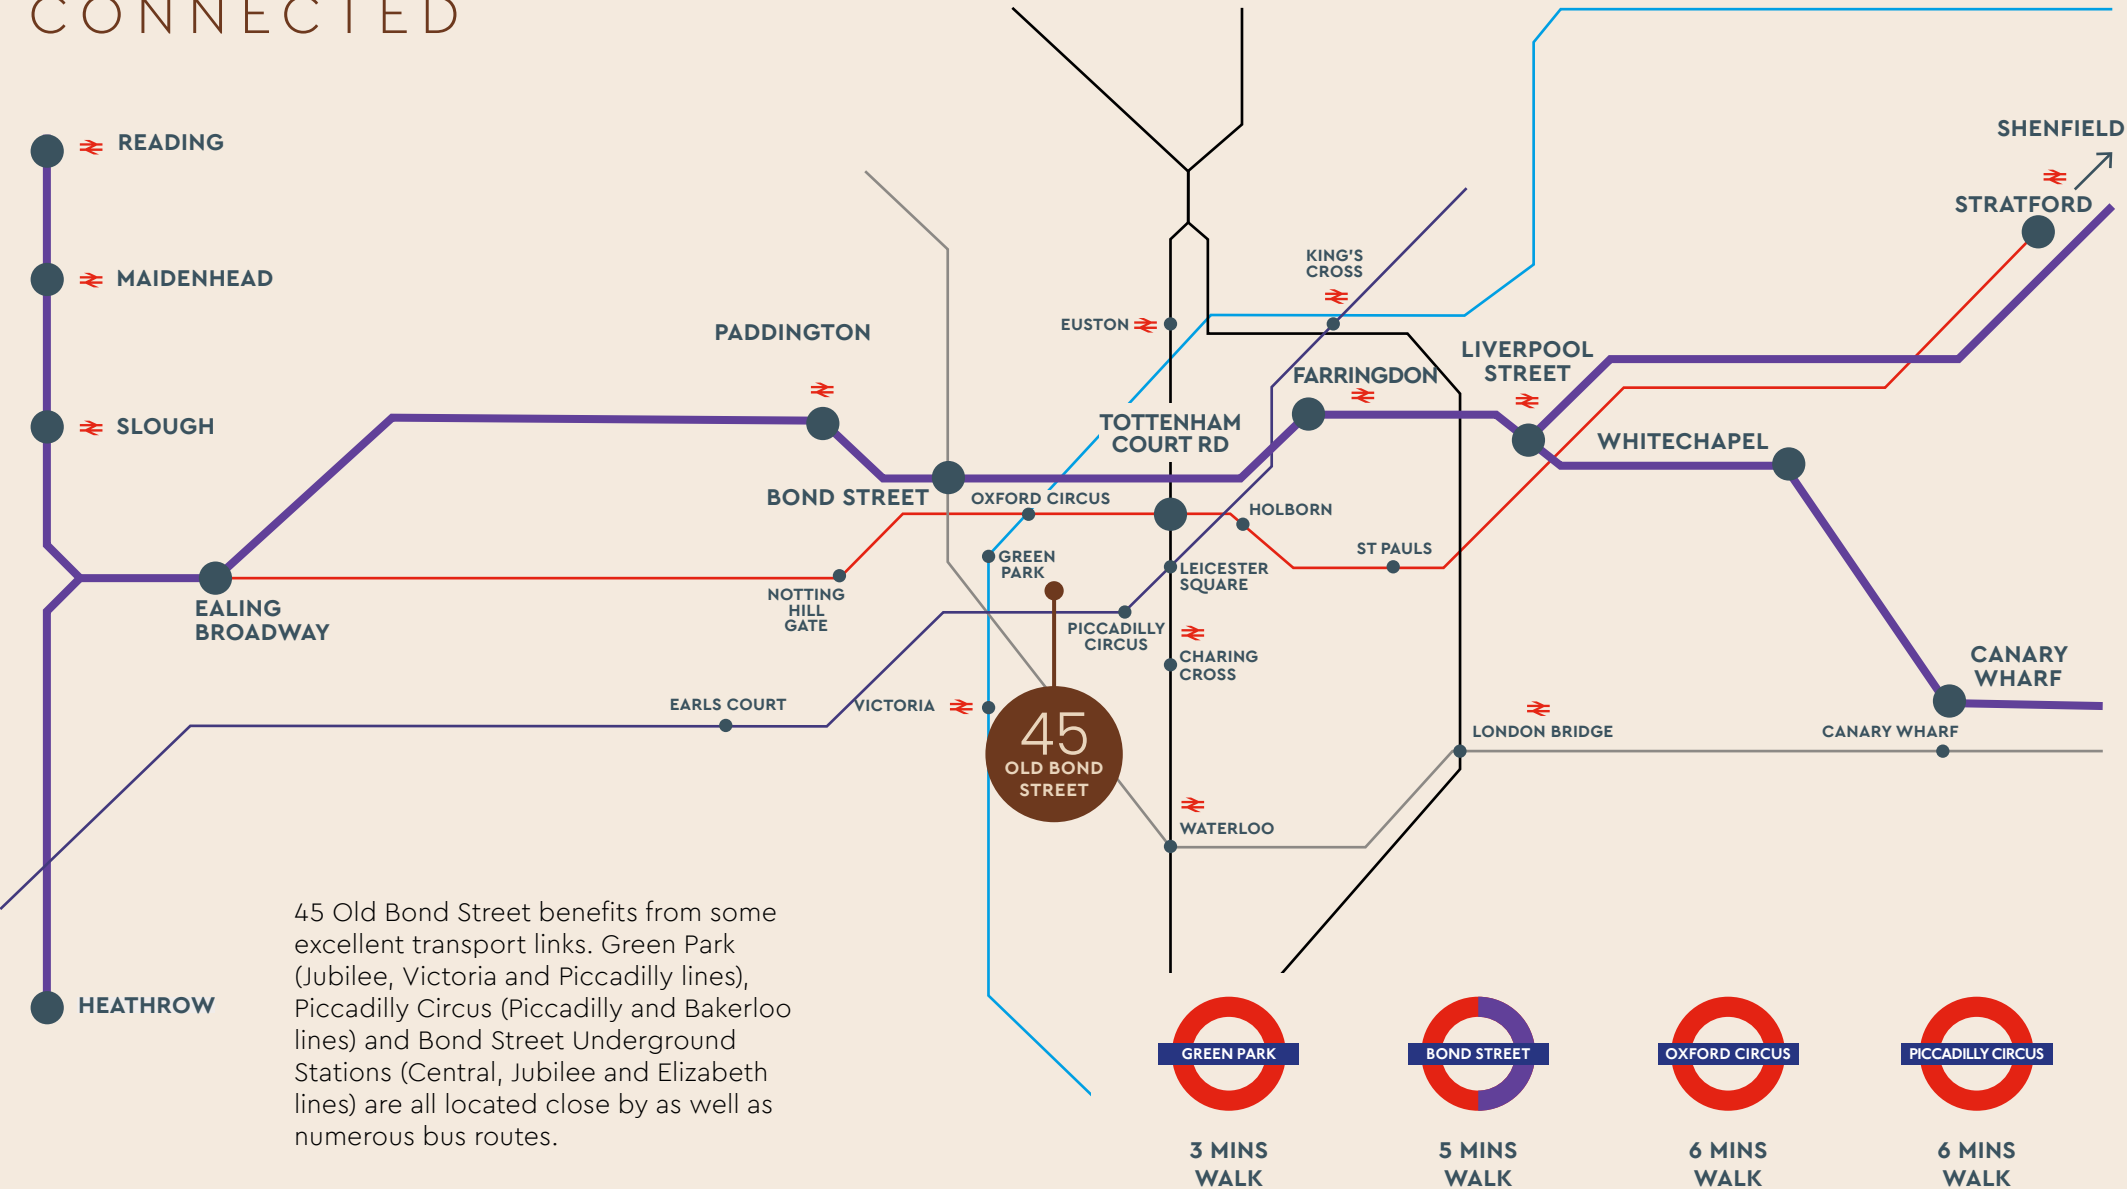 CONNECTED
READING
MAIDENHEAD
SLOUGH
EALING
BROADWAY
HEATHROW
PADDINGTON
BOND STREET
NOTTING
HILL
GATE
EARLS COURT
OXFORD CIRCUS
GREEN
PARK
VICTORIA
PICCADILLY
CIRCUS
EUSTON
TOTTENHAM
COURT RD
KING'S
CROSS
FARRINGDON
HOLBORN
LEICESTER
SQUARE
CHARING
CROSS
WATERLOO
ST PAULS
LIVERPOOL
STREET
WHITECHAPEL
LONDON BRIDGE
CANARY WHARF
CANARY
WHARF
SHENFIELD
STRATFORD
45
OLD BOND
STREET
45 Old Bond Street benefits from some
excellent transport links. Green Park
(Jubilee, Victoria and Piccadilly lines),
Piccadilly Circus (Piccadilly and Bakerloo
lines) and Bond Street Underground
Stations (Central, Jubilee and Elizabeth
lines) are all located close by as well as
numerous bus routes.
GREEN PARK
3 MINS
WALK
BOND STREET
5 MINS
WALK
OXFORD CIRCUS
6 MINS
WALK
PICCADILLY CIRCUS
6 MINS
WALK